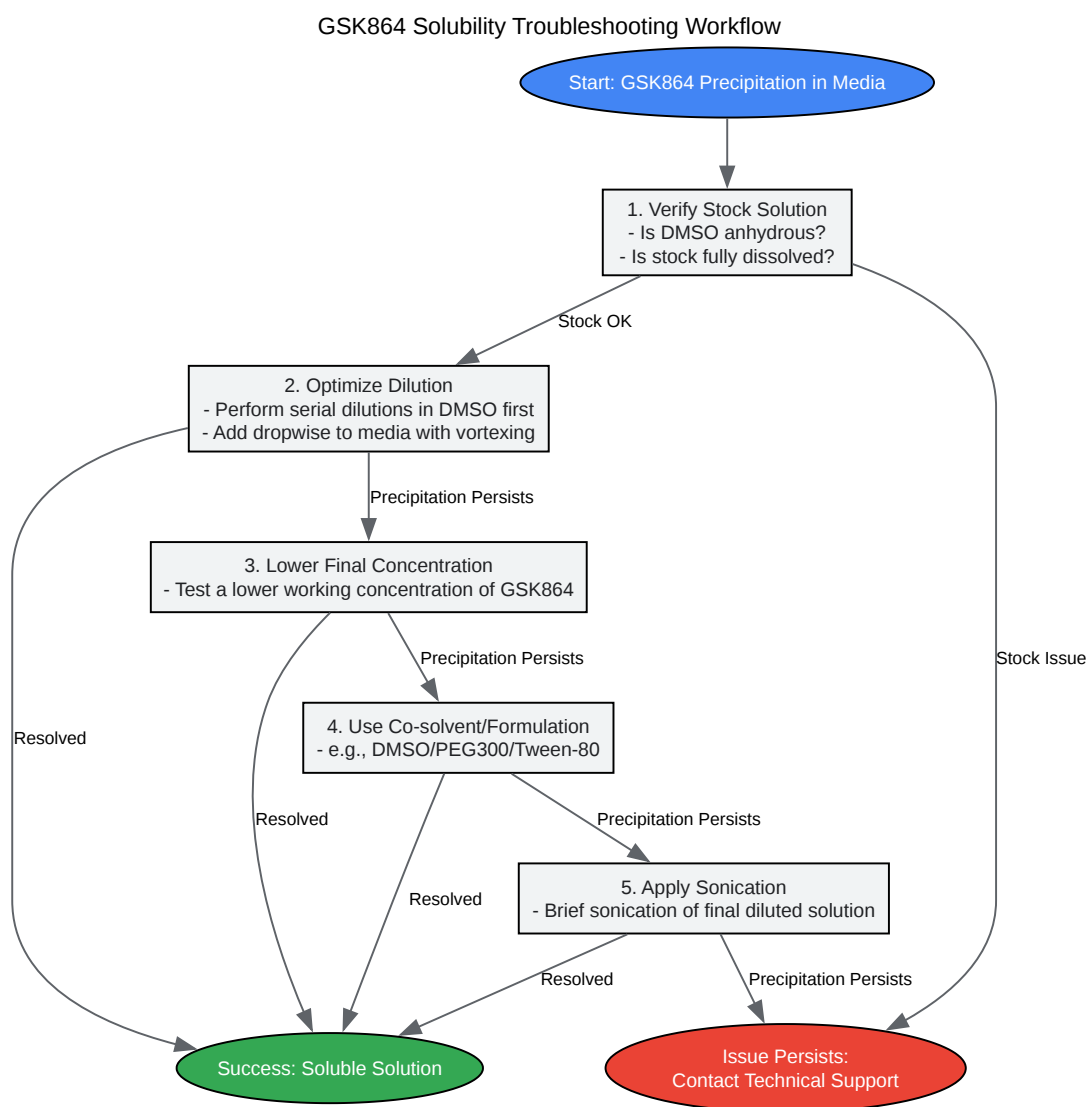 GSK864 Solubility Troubleshooting Workflow
Start: GSK864 Precipitation in Media
1. Verify Stock Solution
- Is DMSO anhydrous?
- Is stock fully dissolved?
Stock OK
2. Optimize Dilution
- Perform serial dilutions in DMSO first
- Add dropwise to media with vortexing
Precipitation Persists
3. Lower Final Concentration
- Test a lower working concentration of GSK864
Precipitation Persists
Stock Issue
4. Use Co-solvent/Formulation
- e.g., DMSO/PEG300/Tween-80
Resolved
Resolved
Precipitation Persists
5. Apply Sonication
- Brief sonication of final diluted solution
Resolved
Resolved
Precipitation Persists
Success: Soluble Solution
Issue Persists:
Contact Technical Support